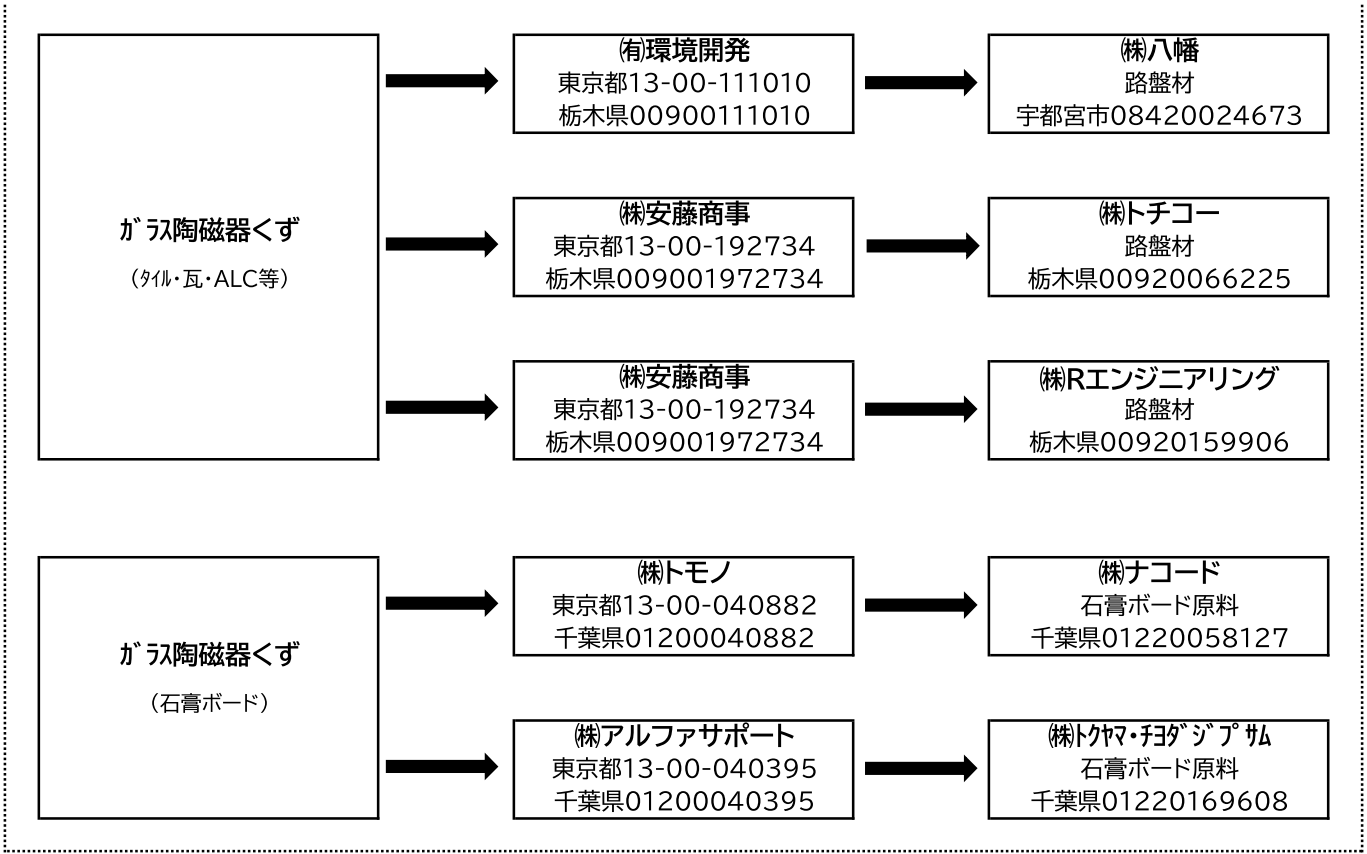 ｶﾞﾗｽ陶磁器くず
（ﾀｲﾙ・瓦・ALC等）
㈲環境開発
東京都13-00-111010
栃木県00900111010
㈱八幡
路盤材
宇都宮市08420024673
㈱安藤商事
東京都13-00-192734
栃木県009001972734
㈱トチコー
路盤材
栃木県00920066225
㈱安藤商事
東京都13-00-192734
栃木県009001972734
㈱Rエンジニアリング
路盤材
栃木県00920159906
ｶﾞﾗｽ陶磁器くず
（石膏ボード）
㈱トモノ
東京都13-00-040882
千葉県01200040882
㈱ナコード
石膏ボード原料
千葉県01220058127
㈱アルファサポート
東京都13-00-040395
千葉県01200040395
㈱ﾄｸﾔﾏ・ﾁﾖﾀﾞｼﾞﾌﾟｻﾑ
石膏ボード原料
千葉県01220169608